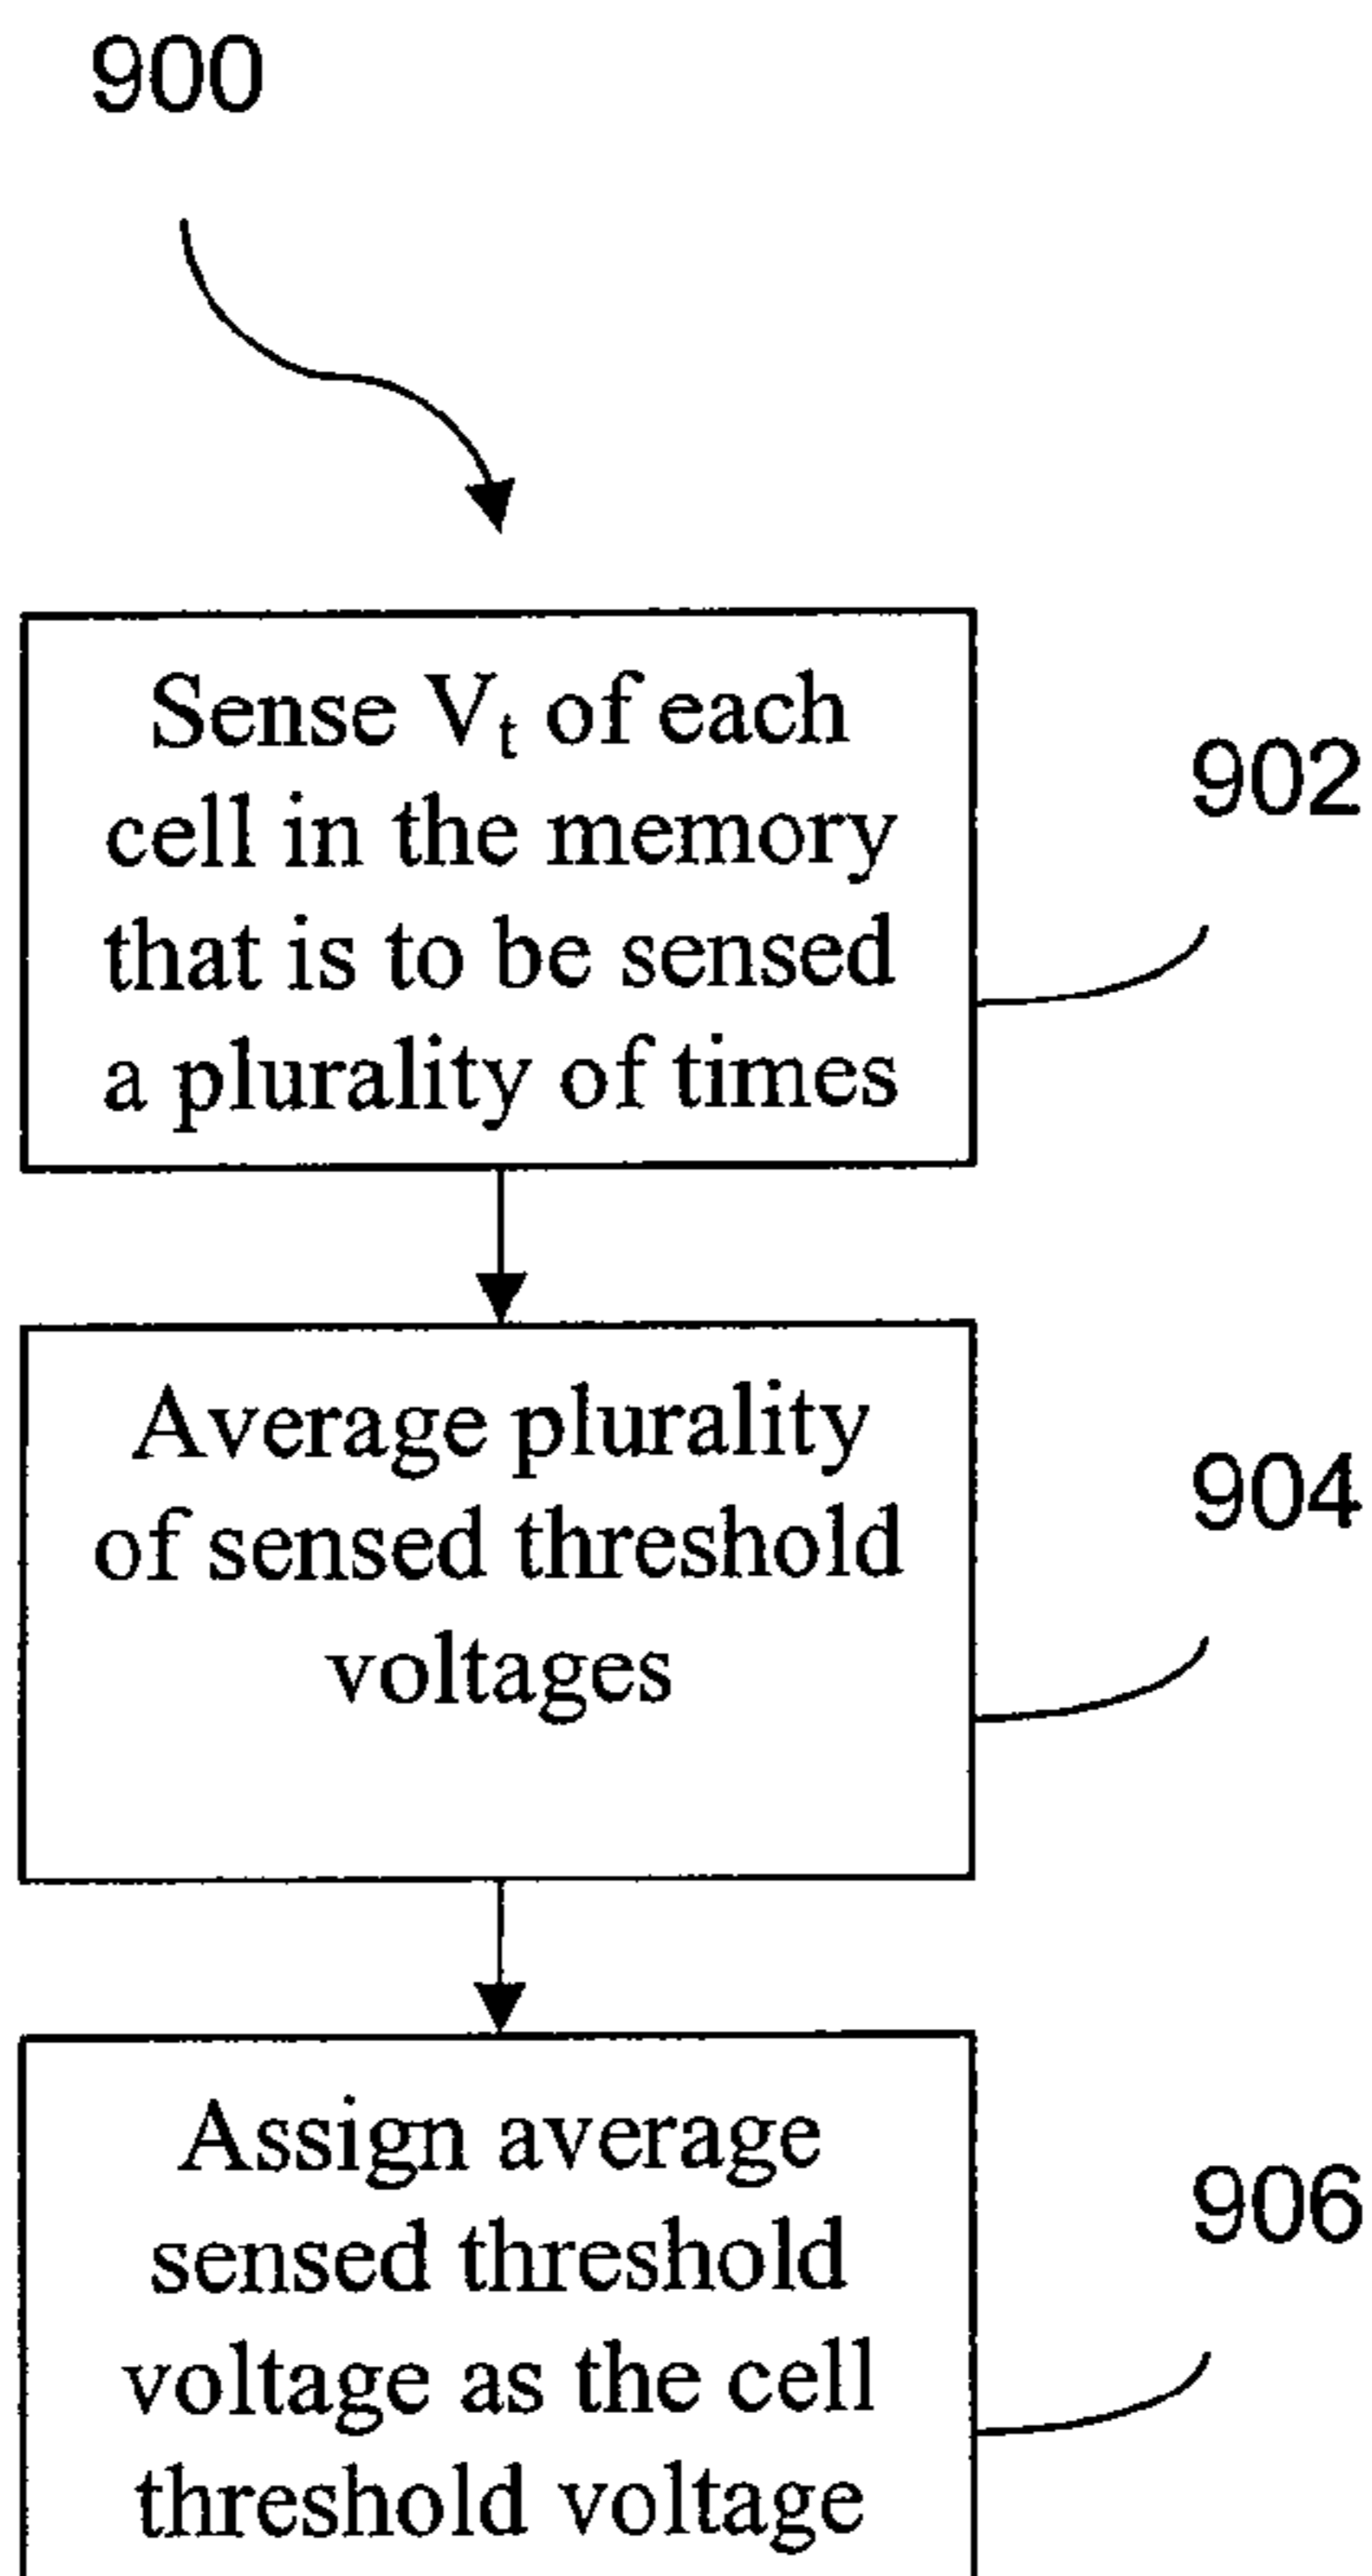 900
Sense Vt of each
cell in the memory
that is to be sensed
a plurality of times
902
Average plurality
of sensed threshold
voltages
904
Assign average
sensed threshold
voltage as the cell
threshold voltage
906